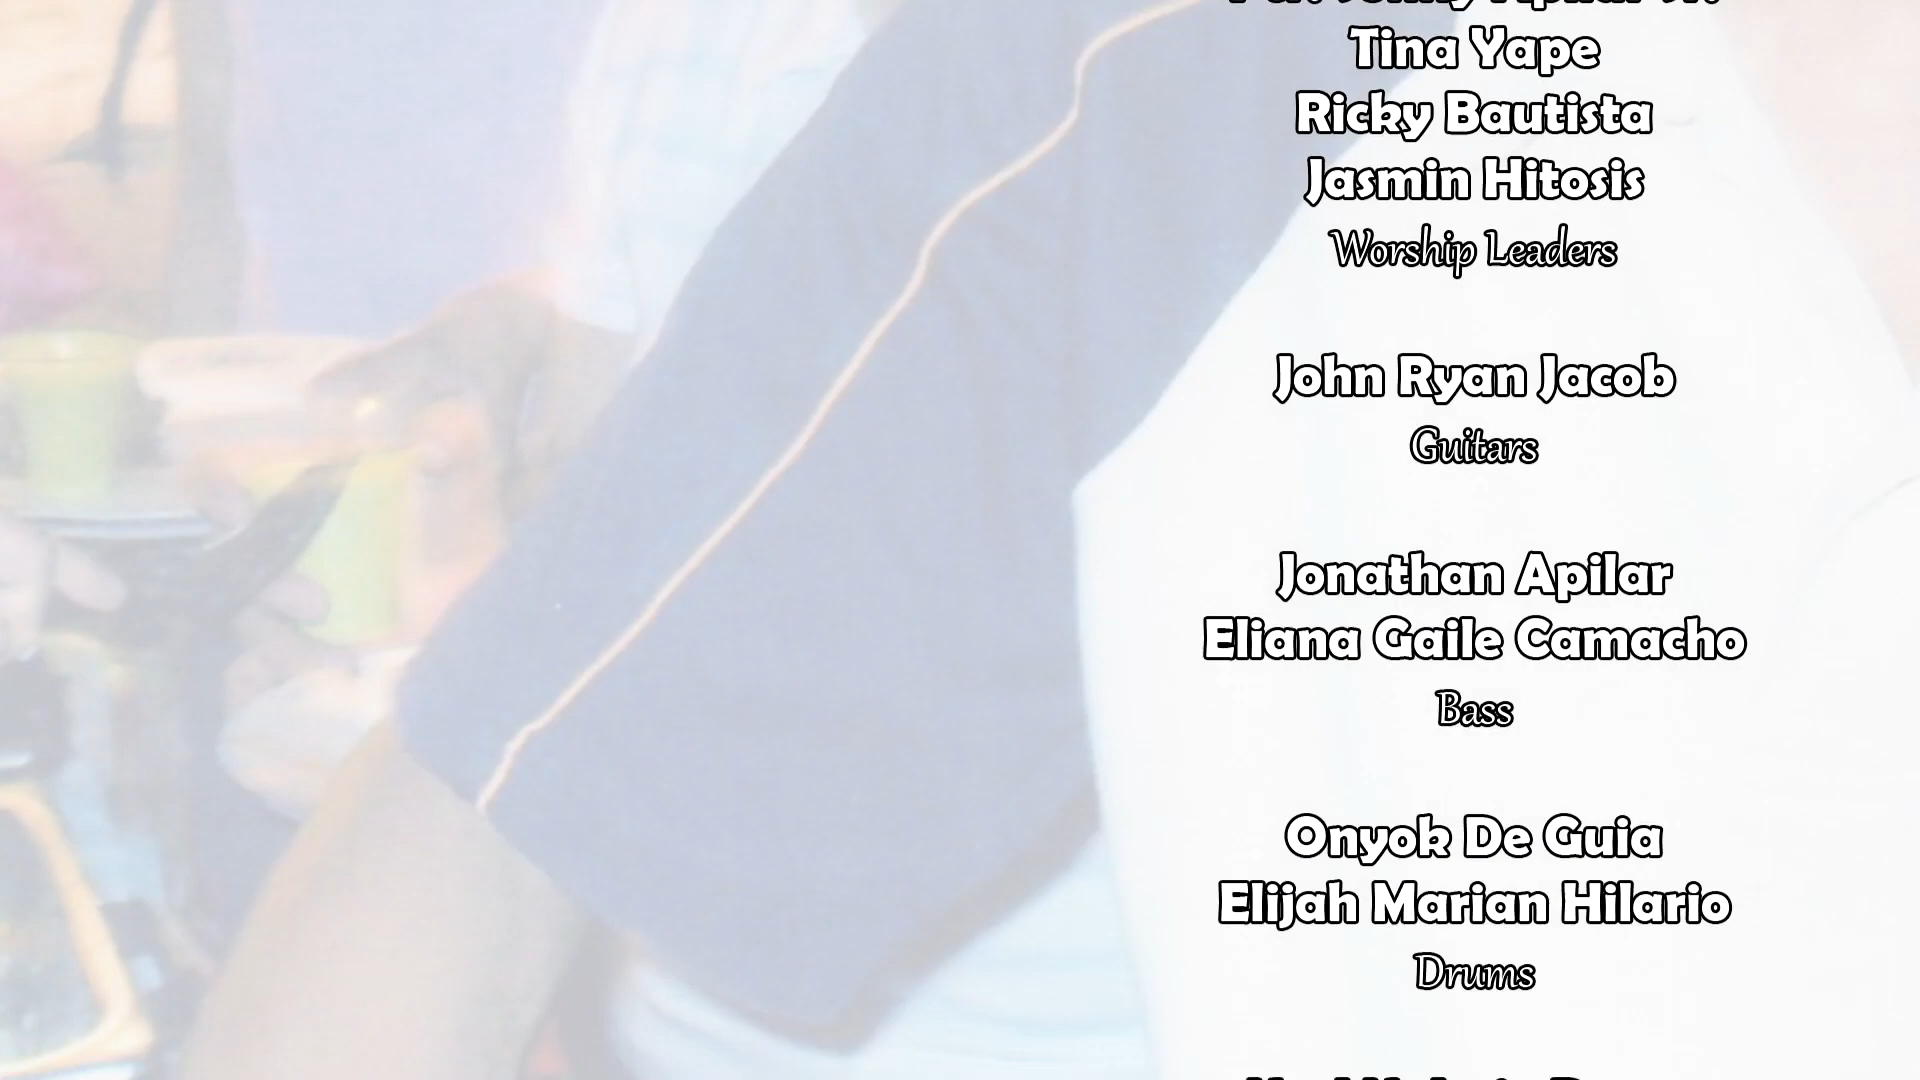 Tina Yape
Ricky Bautista
Jasmin Hitosis
Worship Leaders
John Ryan Jacob
Guitars
Jonathan Apilar
Eliana Gaile Camacho
Bass
Onyok De Guia
Elijah Marian Hilario
Drums